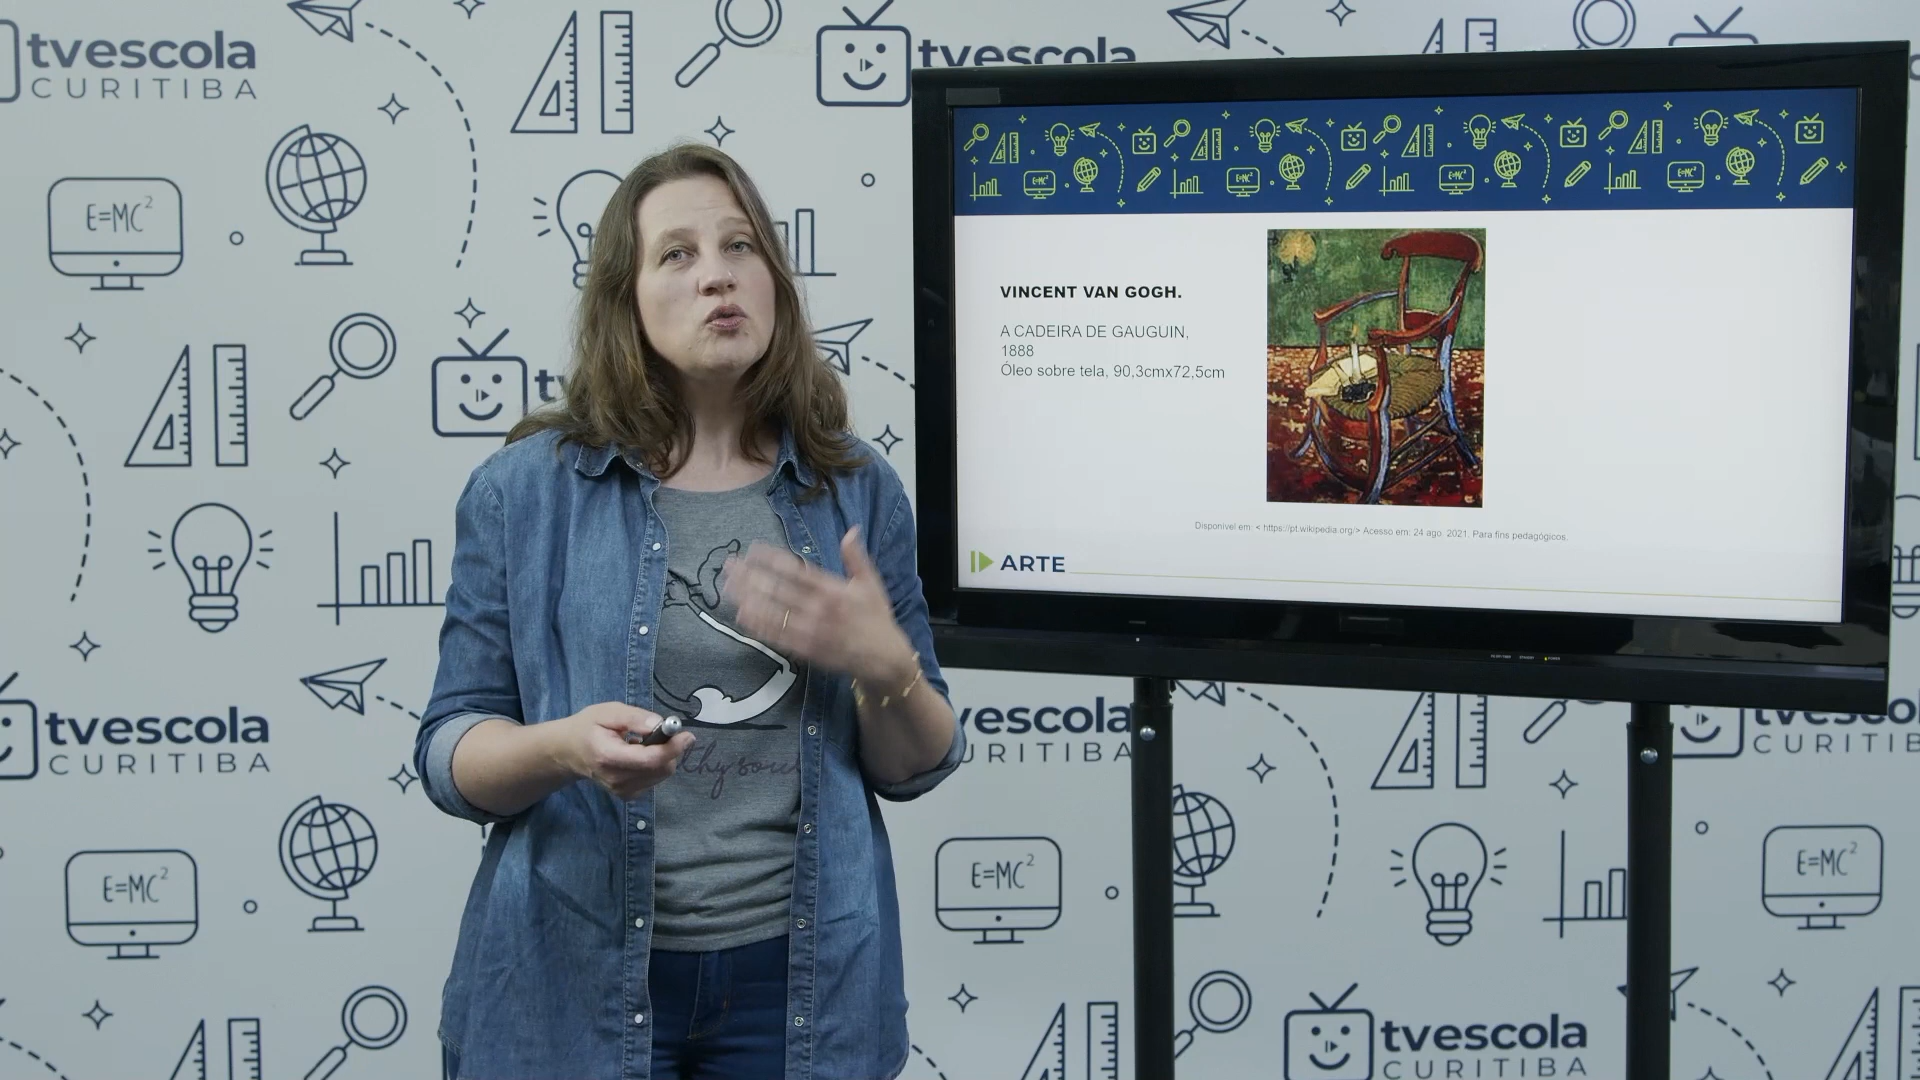 tvescola
CURITIBA
tvescola
E=MC²
VINCENT VAN GOGH.
A CADEIRA DE GAUGUIN,
1888
Óleo sobre tela, 90,3cmx72,5cm
Disponível em: < https://pt.wikipedia.org/> Acesso em: 24 ago. 2021. Para fins pedagógicos.
ARTE
tvescola
CURITIBA
vescola
URITIBA
tvescola
CURITIBA
E=MC²
E=MC²
E=MC²
tvescola
CURITIBA